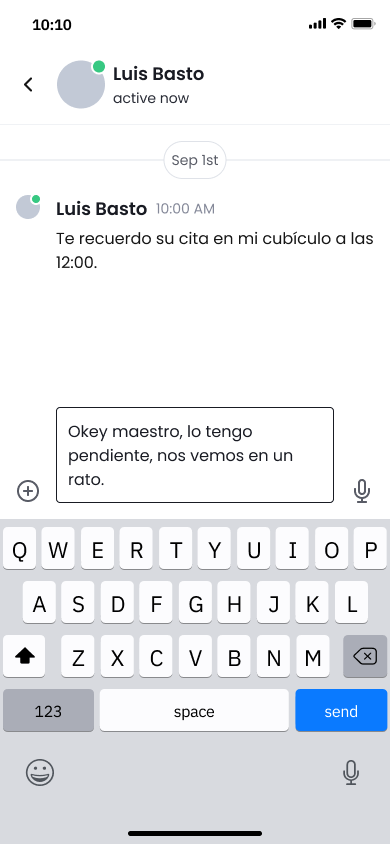 10:10
Luis Basto
active now
Sep 1st
Luis Basto 10:00 AM
Te recuerdo su cita en mi cubículo a las
12:00.
Okey maestro, lo tengo
pendiente, nos vemos en un
rato.
Q W E R T Y U I O P
A S D F G H J K L
Z X C V B N M
123 space send